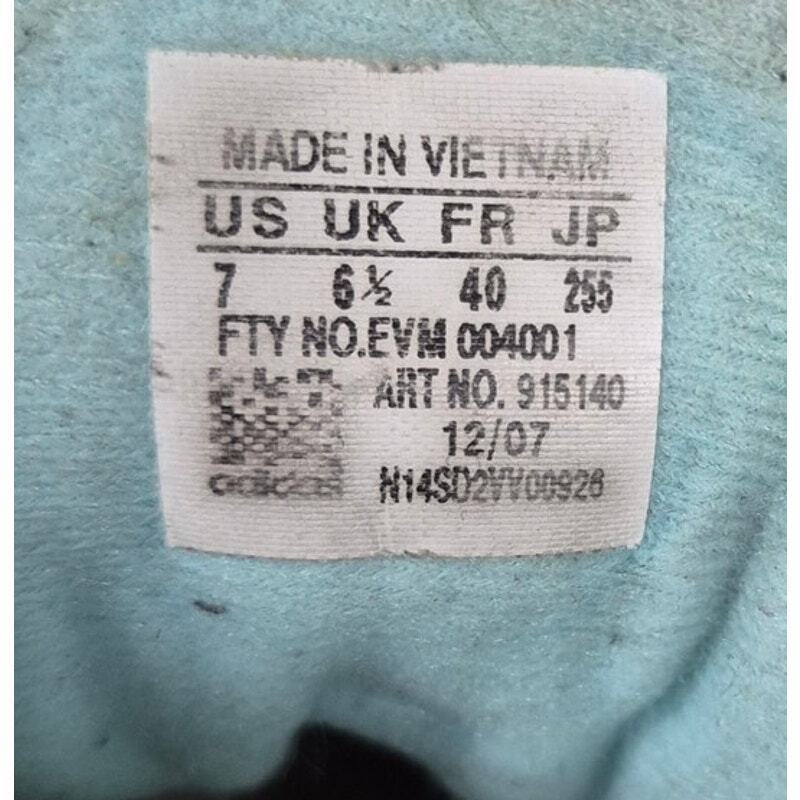 MADE IN VIETNAM
US UK FR JP
7 6½ 40 255
FTY NO.EVM 004001
ART NO. 915140
12/07
adidas N14SD2VV00926